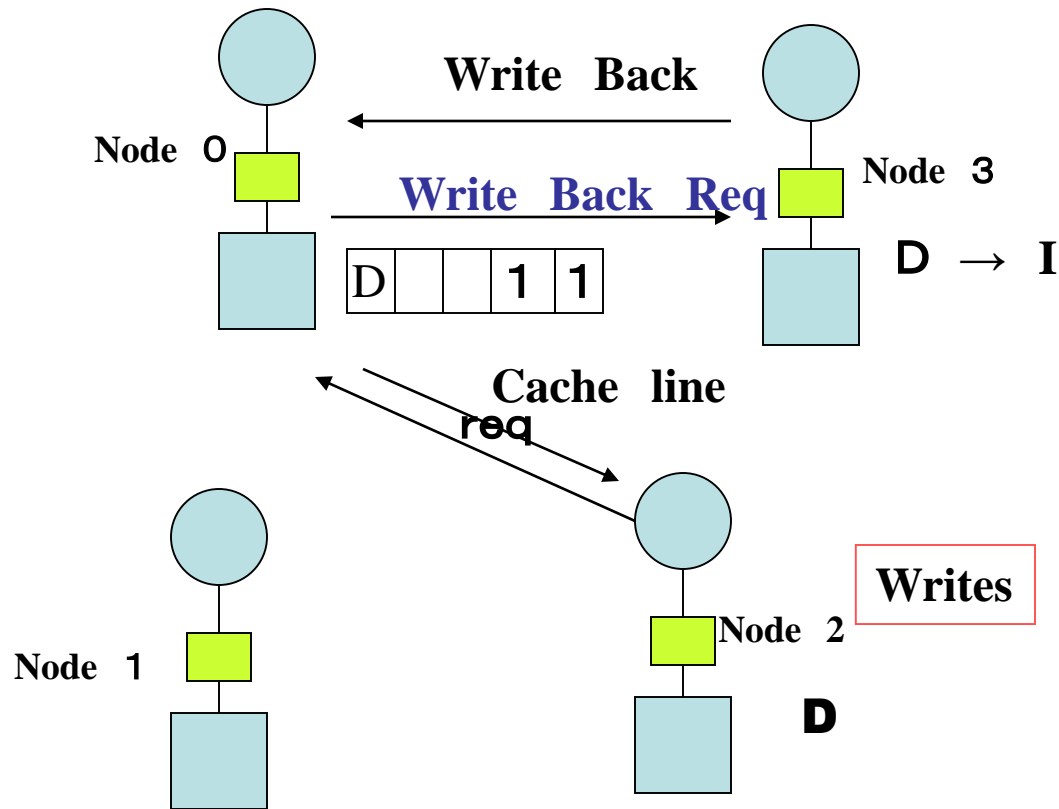 Write Back
Node 0
Node 3
Write Back Req
D → I
D 1 1
Cache line
req
Writes
Node 2
Node 1
D